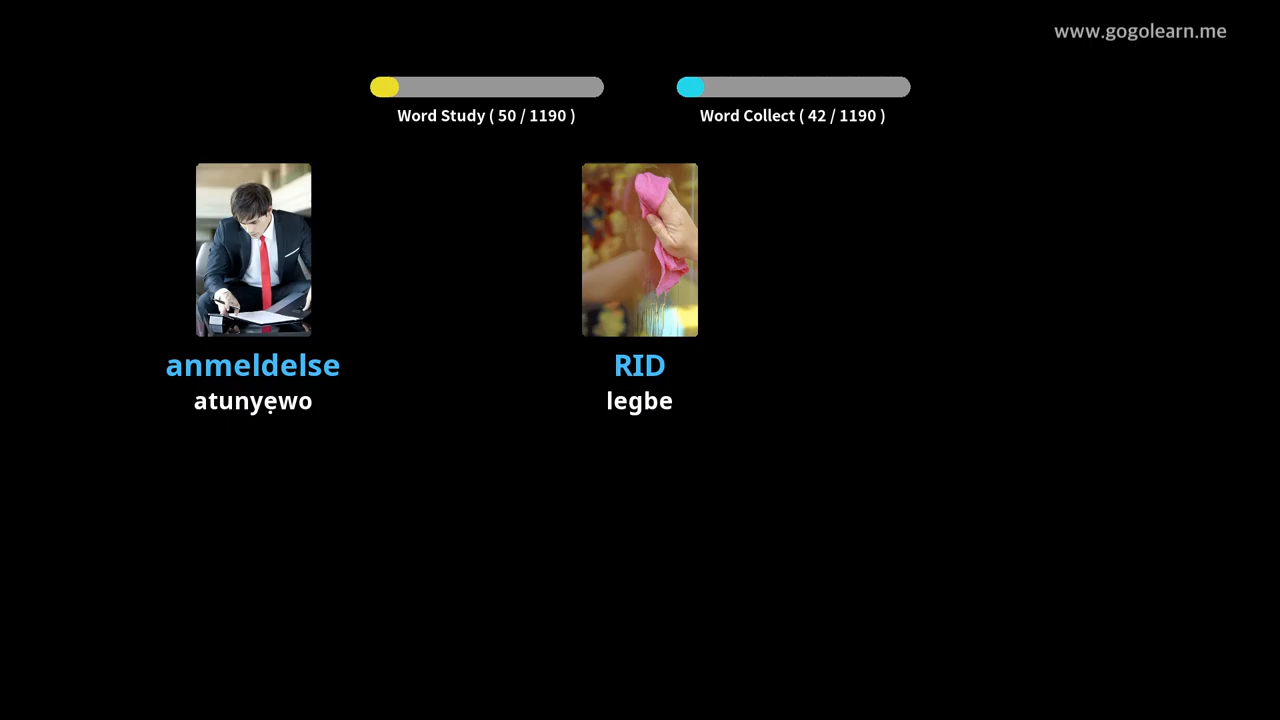 www.gogolearn.me
Word Study ( 50 / 1190 )
Word Collect ( 42 / 1190 )
anmeldelse
atunyẹwo
RID
legbe